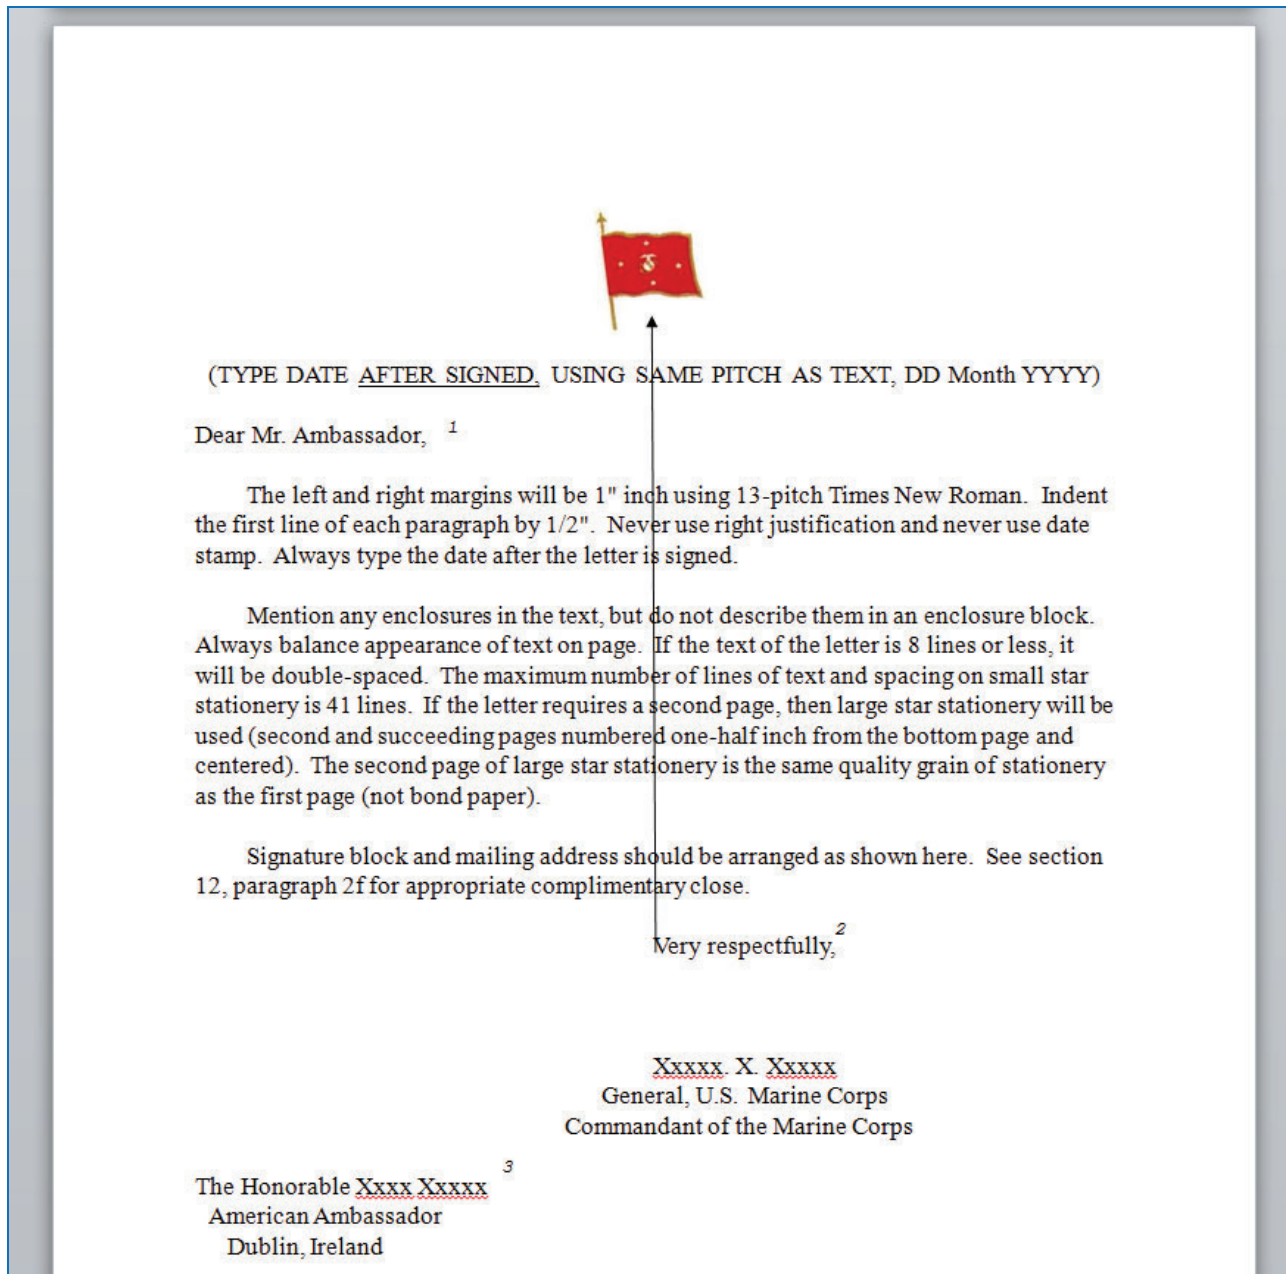 (TYPE DATE AFTER SIGNED, USING SAME PITCH AS TEXT, DD Month YYYY)
Dear Mr. Ambassador, 1
The left and right margins will be 1" inch using 13-pitch Times New Roman. Indent
the first line of each paragraph by 1/2". Never use right justification and never use date
stamp. Always type the date after the letter is signed.
Mention any enclosures in the text, but do not describe them in an enclosure block.
Always balance appearance of text on page. If the text of the letter is 8 lines or less, it
will be double-spaced. The maximum number of lines of text and spacing on small star
stationery is 41 lines. If the letter requires a second page, then large star stationery will be
used (second and succeeding pages numbered one-half inch from the bottom page and
centered). The second page of large star stationery is the same quality grain of stationery
as the first page (not bond paper).
Signature block and mailing address should be arranged as shown here. See section
12, paragraph 2f for appropriate complimentary close.
Very respectfully,2
Xxxxx. X. Xxxxx
General, U.S. Marine Corps
Commandant of the Marine Corps
The Honorable Xxxx Xxxxx 3
American Ambassador
Dublin, Ireland